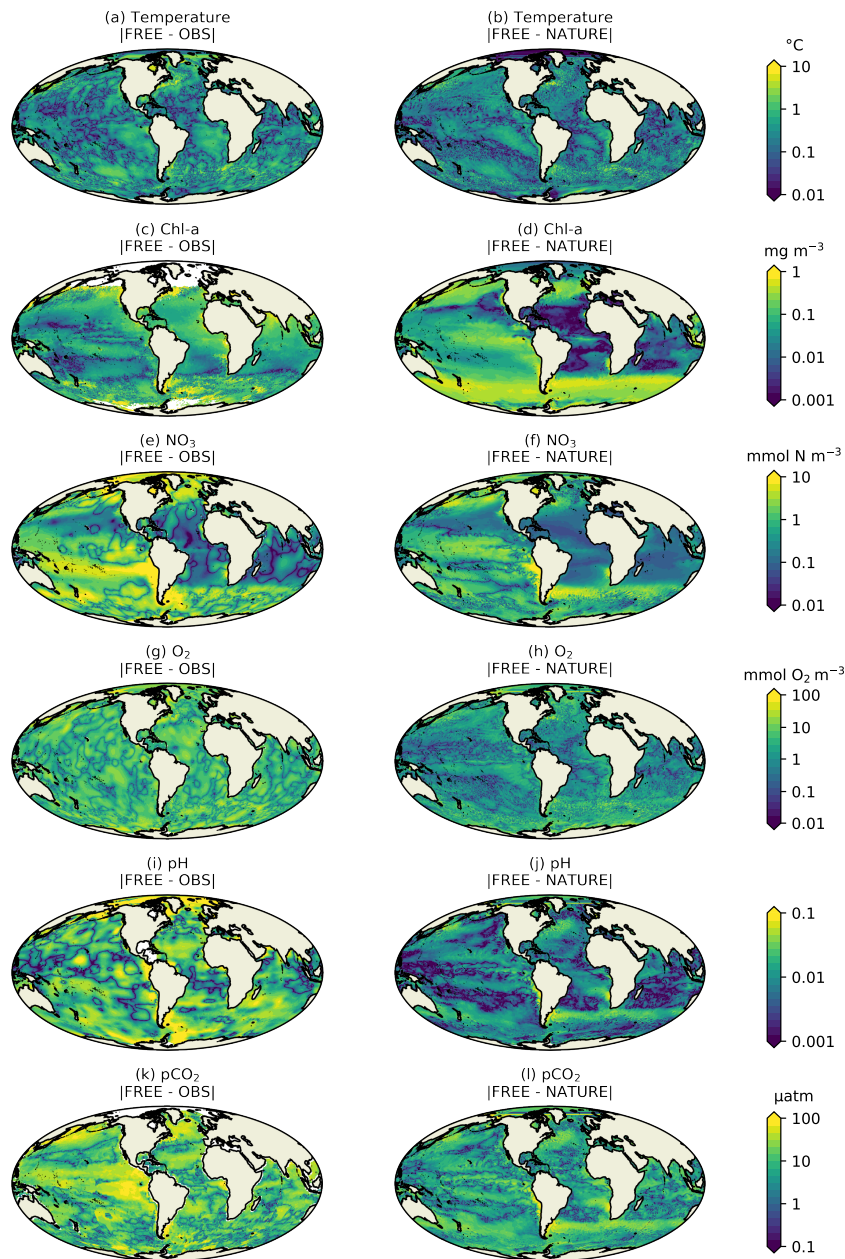 (a) Temperature
|FREE - OBS|
(b) Temperature
|FREE - NATURE|
°C
10
1
0.1
0.01
(c) Chl-a
|FREE - OBS|
(d) Chl-a
|FREE - NATURE|
mg m⁻³
1
0.1
0.01
0.001
(e) NO₃
|FREE - OBS|
(f) NO₃
|FREE - NATURE|
mmol N m⁻³
10
1
0.1
0.01
(g) O₂
|FREE - OBS|
(h) O₂
|FREE - NATURE|
mmol O₂ m⁻³
100
10
1
0.1
0.01
(i) pH
|FREE - OBS|
(j) pH
|FREE - NATURE|
0.1
0.01
0.001
(k) pCO₂
|FREE - OBS|
(l) pCO₂
|FREE - NATURE|
µatm
100
10
1
0.1